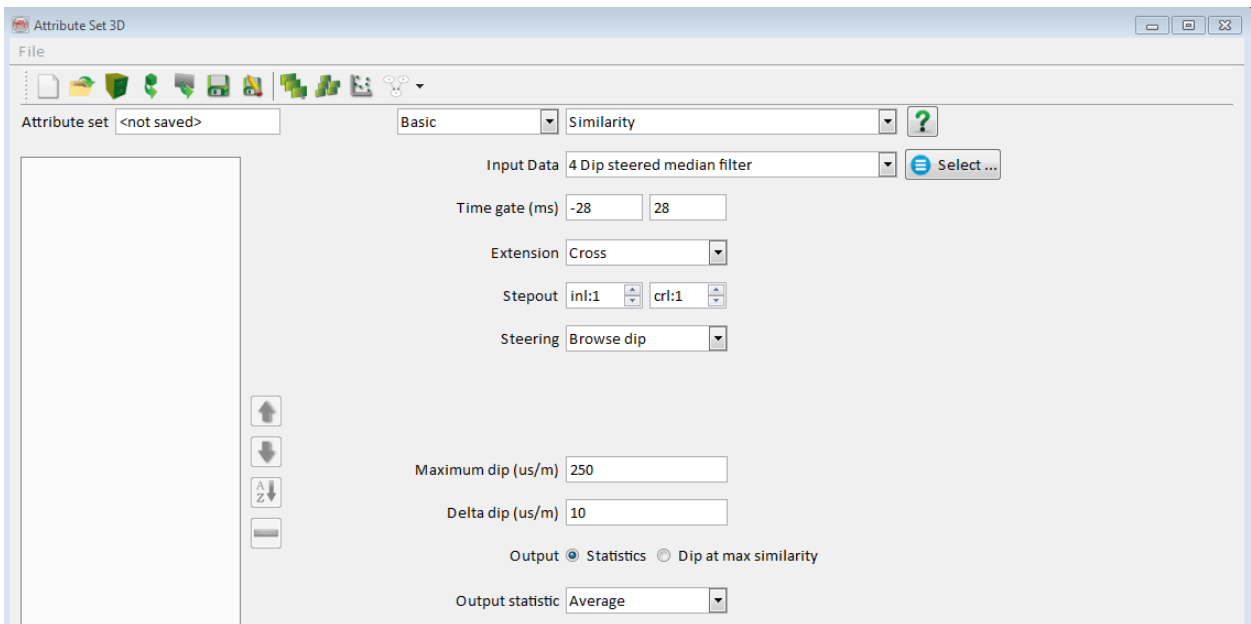 Attribute Set 3D
File
Attribute set <not saved> Basic Similarity ?
Input Data 4 Dip steered median filter Select ...
Time gate (ms) -28 28
Extension Cross
Stepout inl:1 crl:1
Steering Browse dip
A
Z
Maximum dip (us/m) 250
Delta dip (us/m) 10
Output Statistics Dip at max similarity
Output statistic Average